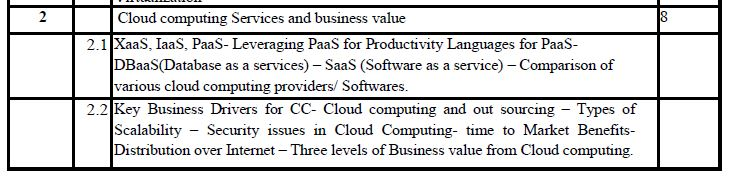 Virtualization
2 Cloud computing Services and business value 8
2.1 XaaS, IaaS, PaaS- Leveraging PaaS for Productivity Languages for PaaS-
DBaaS(Database as a services) – SaaS (Software as a service) – Comparison of
various cloud computing providers/ Softwares.
2.2 Key Business Drivers for CC- Cloud computing and out sourcing – Types of
Scalability – Security issues in Cloud Computing- time to Market Benefits-
Distribution over Internet – Three levels of Business value from Cloud computing.